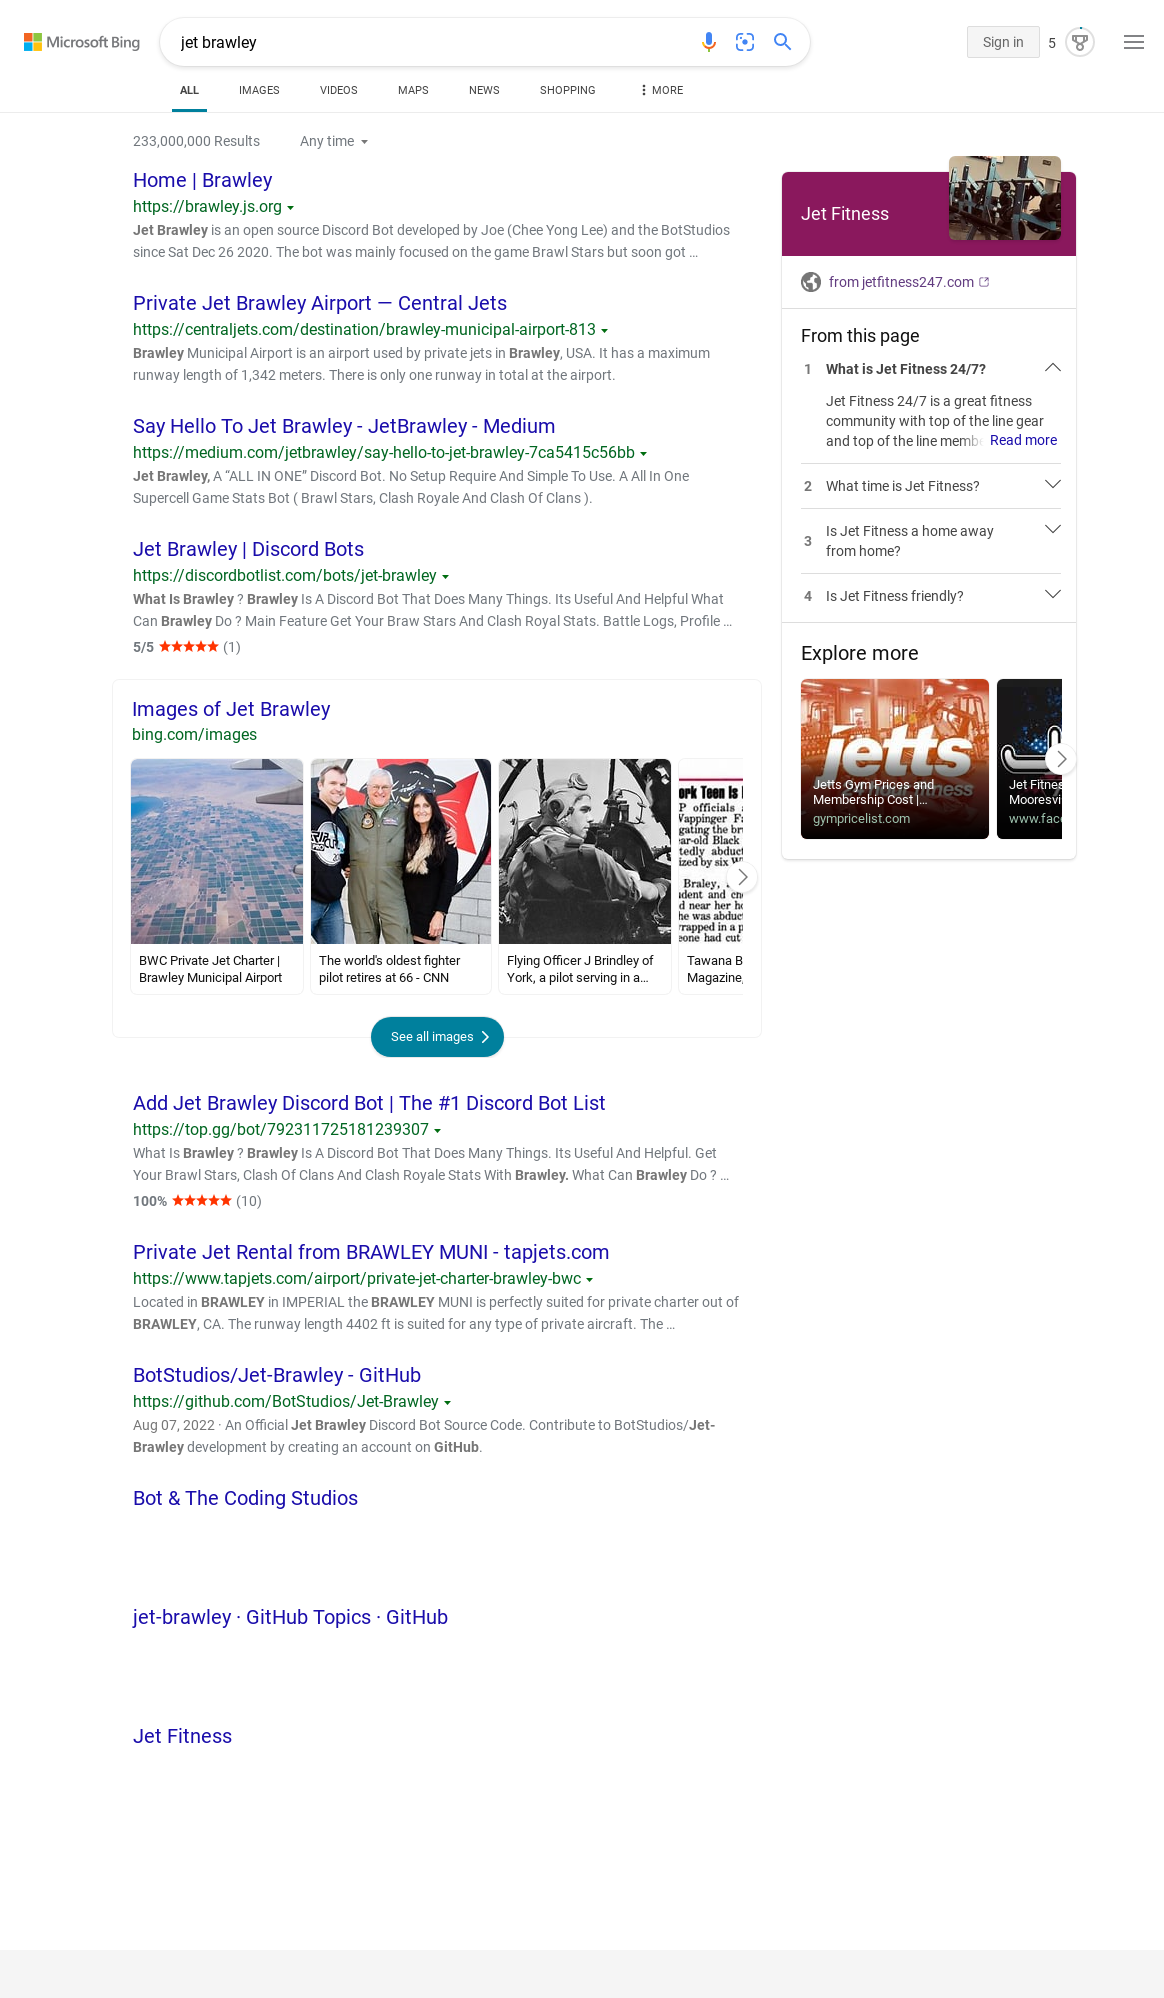 Microsoft Bing
jet brawley
Sign in
5
ALL
IMAGES
VIDEOS
MAPS
NEWS
SHOPPING
MORE
233,000,000 Results
Any time
Home | Brawley
https://brawley.js.org
Jet Brawley is an open source Discord Bot developed by Joe (Chee Yong Lee) and the BotStudios
since Sat Dec 26 2020. The bot was mainly focused on the game Brawl Stars but soon got …
Private Jet Brawley Airport — Central Jets
https://centraljets.com/destination/brawley-municipal-airport-813
Brawley Municipal Airport is an airport used by private jets in Brawley, USA. It has a maximum
runway length of 1,342 meters. There is only one runway in total at the airport.
Say Hello To Jet Brawley - JetBrawley - Medium
https://medium.com/jetbrawley/say-hello-to-jet-brawley-7ca5415c56bb
Jet Brawley, A “ALL IN ONE” Discord Bot. No Setup Require And Simple To Use. A All In One
Supercell Game Stats Bot ( Brawl Stars, Clash Royale And Clash Of Clans ).
Jet Brawley | Discord Bots
https://discordbotlist.com/bots/jet-brawley
What Is Brawley ? Brawley Is A Discord Bot That Does Many Things. Its Useful And Helpful What
Can Brawley Do ? Main Feature Get Your Braw Stars And Clash Royal Stats. Battle Logs, Profile …
5/5 ★★★★★ (1)
Images of Jet Brawley
bing.com/images
ork Teen Is
P officials
Wappinger Fa
gating the br
ear-old Black
tedly abduct
ized by six W
Braley,
udent and ch
d near her ho
he was abduct
vrapped in a p
eone had cut
BWC Private Jet Charter |
Brawley Municipal Airport
The world's oldest fighter
pilot retires at 66 - CNN
Flying Officer J Brindley of
York, a pilot serving in a…
Tawana B
Magazine,
See all images
Add Jet Brawley Discord Bot | The #1 Discord Bot List
https://top.gg/bot/792311725181239307
What Is Brawley ? Brawley Is A Discord Bot That Does Many Things. Its Useful And Helpful. Get
Your Brawl Stars, Clash Of Clans And Clash Royale Stats With Brawley. What Can Brawley Do ? …
100% ★★★★★ (10)
Private Jet Rental from BRAWLEY MUNI - tapjets.com
https://www.tapjets.com/airport/private-jet-charter-brawley-bwc
Located in BRAWLEY in IMPERIAL the BRAWLEY MUNI is perfectly suited for private charter out of
BRAWLEY, CA. The runway length 4402 ft is suited for any type of private aircraft. The …
BotStudios/Jet-Brawley - GitHub
https://github.com/BotStudios/Jet-Brawley
Aug 07, 2022 · An Official Jet Brawley Discord Bot Source Code. Contribute to BotStudios/Jet-
Brawley development by creating an account on GitHub.
Bot & The Coding Studios
jet-brawley · GitHub Topics · GitHub
Jet Fitness
Jet Fitness
from jetfitness247.com
From this page
1 What is Jet Fitness 24/7?
Jet Fitness 24/7 is a great fitness
community with top of the line gear
and top of the line membe Read more
2 What time is Jet Fitness?
3 Is Jet Fitness a home away
from home?
4 Is Jet Fitness friendly?
Explore more
jetts
24 hour fitness
Jetts Gym Prices and
Membership Cost |…
gympricelist.com
Jet Fitnes
Mooresvi
www.face